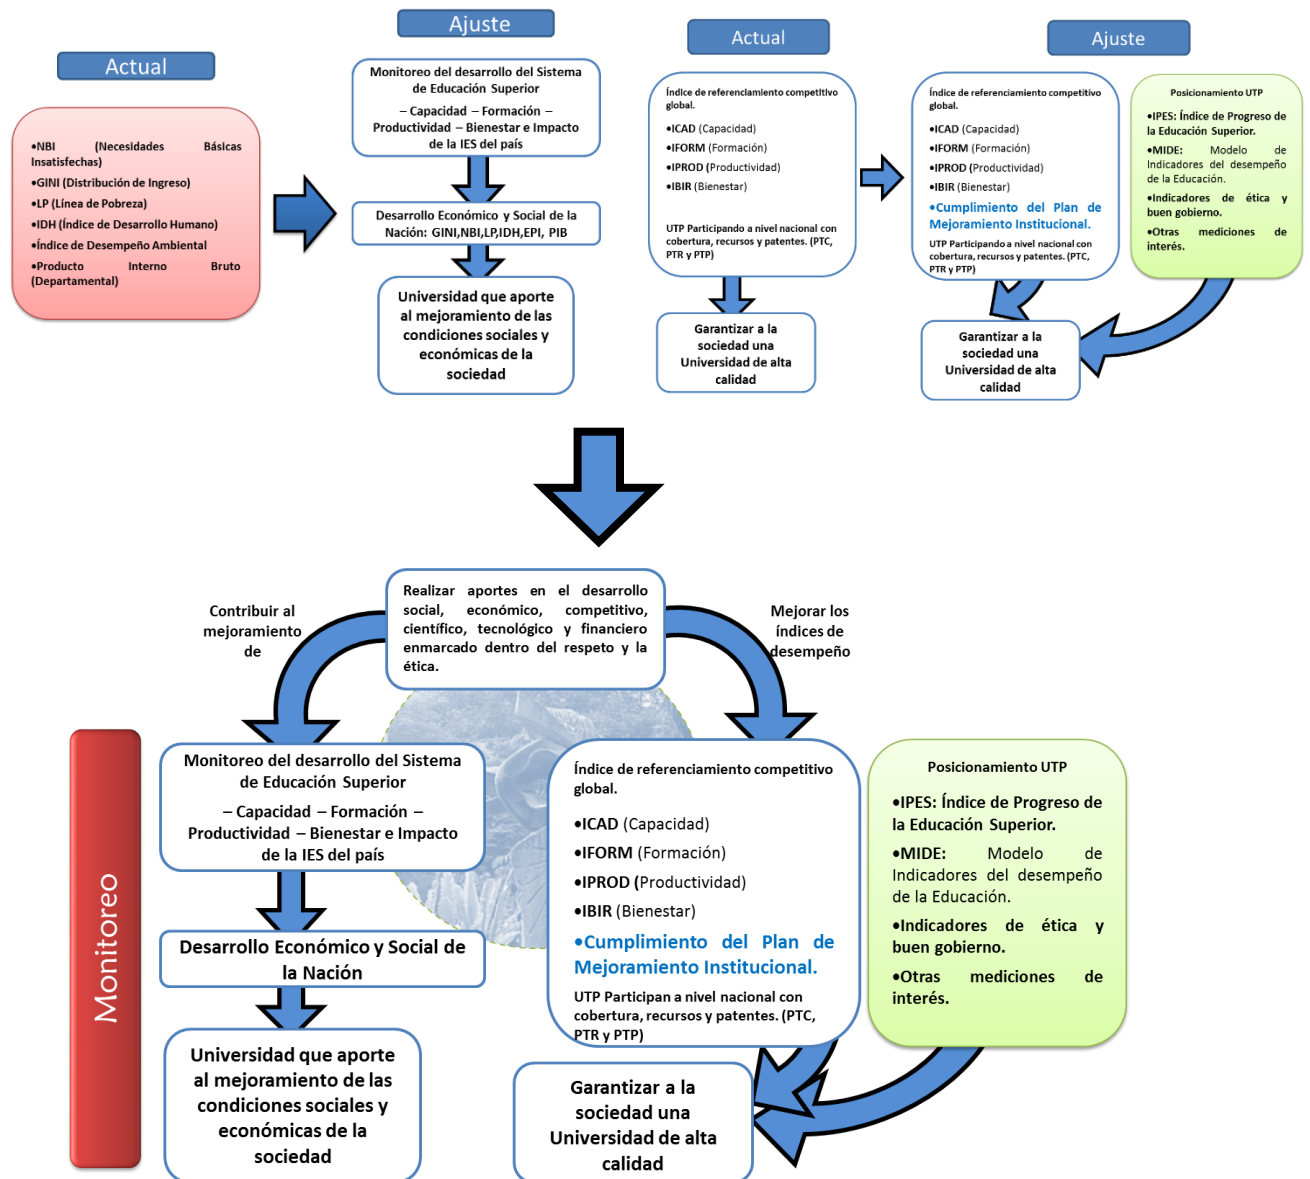 Actual
•NBI (Necesidades Básicas
Insatisfechas)
•GINI (Distribución de Ingreso)
•LP (Línea de Pobreza)
•IDH (Índice de Desarrollo Humano)
•Índice de Desempeño Ambiental
•Producto Interno Bruto
(Departamental)
Ajuste
Monitoreo del desarrollo del Sistema
de Educación Superior
– Capacidad – Formación –
Productividad – Bienestar e Impacto
de la IES del país
Desarrollo Económico y Social de la
Nación: GINI,NBI,LP,IDH,EPI, PIB
Universidad que aporte
al mejoramiento de las
condiciones sociales y
económicas de la
sociedad
Actual
Índice de referenciamiento competitivo
global.
•ICAD (Capacidad)
•IFORM (Formación)
•IPROD (Productividad)
•IBIR (Bienestar)
UTP Participando a nivel nacional con
cobertura, recursos y patentes. (PTC,
PTR y PTP)
Garantizar a la
sociedad una
Universidad de alta
calidad
Ajuste
Índice de referenciamiento competitivo
global.
•ICAD (Capacidad)
•IFORM (Formación)
•IPROD (Productividad)
•IBIR (Bienestar)
•Cumplimiento del Plan de
Mejoramiento Institucional.
UTP Participando a nivel nacional con
cobertura, recursos y patentes. (PTC,
PTR y PTP)
Posicionamiento UTP
•IPES: Índice de Progreso de
la Educación Superior.
•MIDE: Modelo de
Indicadores del desempeño
de la Educación.
•Indicadores de ética y
buen gobierno.
•Otras mediciones de
interés.
Garantizar a la
sociedad una
Universidad de alta
calidad
Realizar aportes en el desarrollo
social, económico, competitivo,
científico, tecnológico y financiero
enmarcado dentro del respeto y la
ética.
Contribuir al
mejoramiento
de
Mejorar los
índices de
desempeño
Monitoreo
Monitoreo del desarrollo del Sistema
de Educación Superior
– Capacidad – Formación –
Productividad – Bienestar e Impacto
de la IES del país
Desarrollo Económico y Social de
la Nación
Universidad que aporte
al mejoramiento de las
condiciones sociales y
económicas de la
sociedad
Índice de referenciamiento competitivo
global.
•ICAD (Capacidad)
•IFORM (Formación)
•IPROD (Productividad)
•IBIR (Bienestar)
•Cumplimiento del Plan de
Mejoramiento Institucional.
UTP Participan a nivel nacional con
cobertura, recursos y patentes. (PTC,
PTR y PTP)
Posicionamiento UTP
•IPES: Índice de Progreso de
la Educación Superior.
•MIDE: Modelo de
Indicadores del desempeño
de la Educación.
•Indicadores de ética y
buen gobierno.
•Otras mediciones de
interés.
Garantizar a la
sociedad una
Universidad de alta
calidad